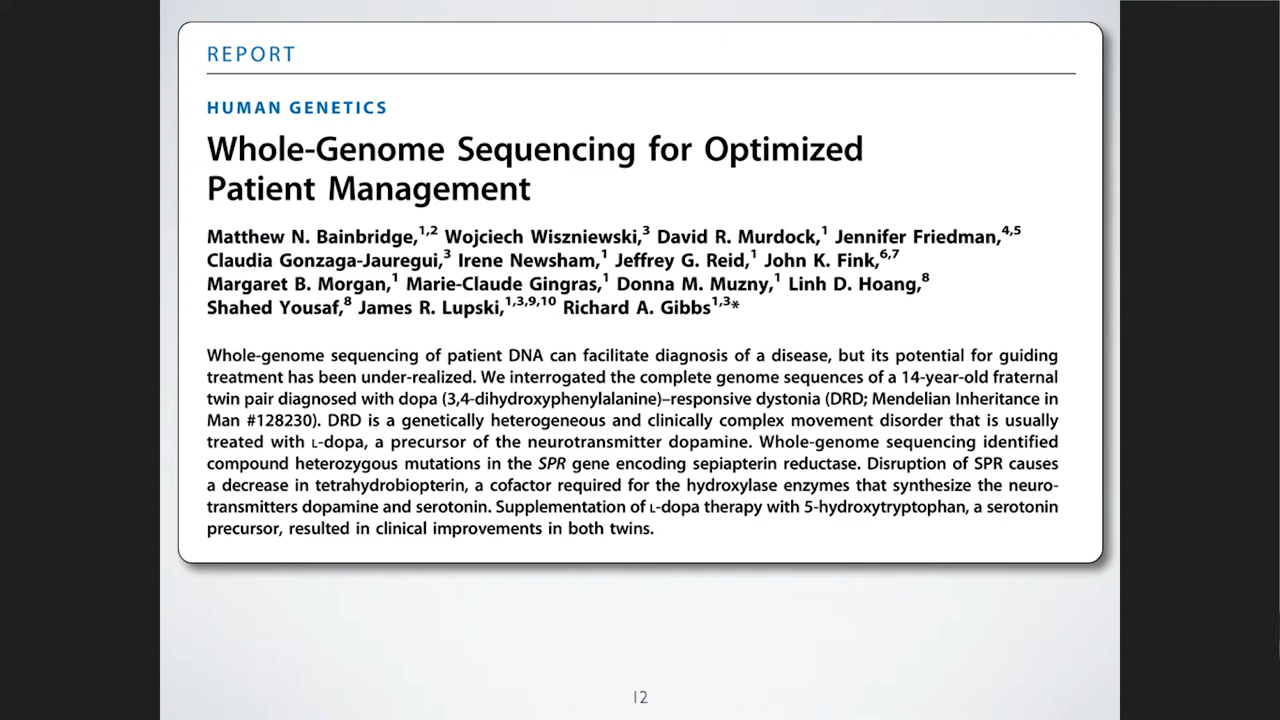 REPORT
HUMAN GENETICS
Whole-Genome Sequencing for Optimized
Patient Management
Matthew N. Bainbridge,1,2 Wojciech Wiszniewski,3 David R. Murdock,1 Jennifer Friedman,4,5
Claudia Gonzaga-Jauregui,3 Irene Newsham,1 Jeffrey G. Reid,1 John K. Fink,6,7
Margaret B. Morgan,1 Marie-Claude Gingras,1 Donna M. Muzny,1 Linh D. Hoang,8
Shahed Yousaf,8 James R. Lupski,1,3,9,10 Richard A. Gibbs1,3*
Whole-genome sequencing of patient DNA can facilitate diagnosis of a disease, but its potential for guiding
treatment has been under-realized. We interrogated the complete genome sequences of a 14-year-old fraternal
twin pair diagnosed with dopa (3,4-dihydroxyphenylalanine)–responsive dystonia (DRD; Mendelian Inheritance in
Man #128230). DRD is a genetically heterogeneous and clinically complex movement disorder that is usually
treated with L-dopa, a precursor of the neurotransmitter dopamine. Whole-genome sequencing identified
compound heterozygous mutations in the SPR gene encoding sepiapterin reductase. Disruption of SPR causes
a decrease in tetrahydrobiopterin, a cofactor required for the hydroxylase enzymes that synthesize the neuro-
transmitters dopamine and serotonin. Supplementation of L-dopa therapy with 5-hydroxytryptophan, a serotonin
precursor, resulted in clinical improvements in both twins.
12